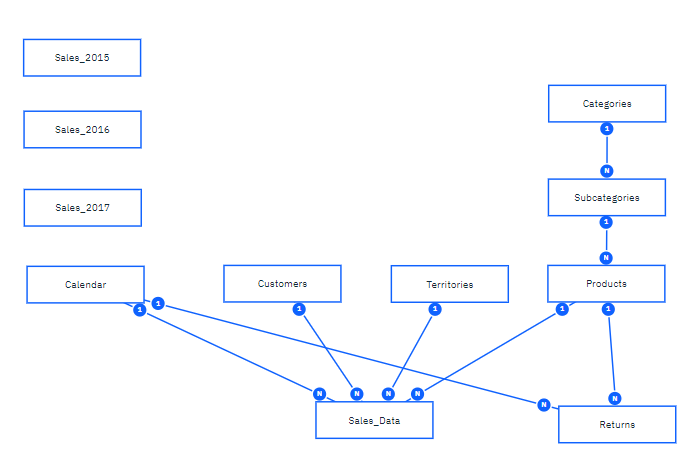 Sales_2015
Sales_2016
Sales_2017
Categories
1
N
Subcategories
1
N
Calendar
Customers
Territories
Products
1
1
1
1
1
1
N
N
N
N
N
N
Sales_Data
Returns